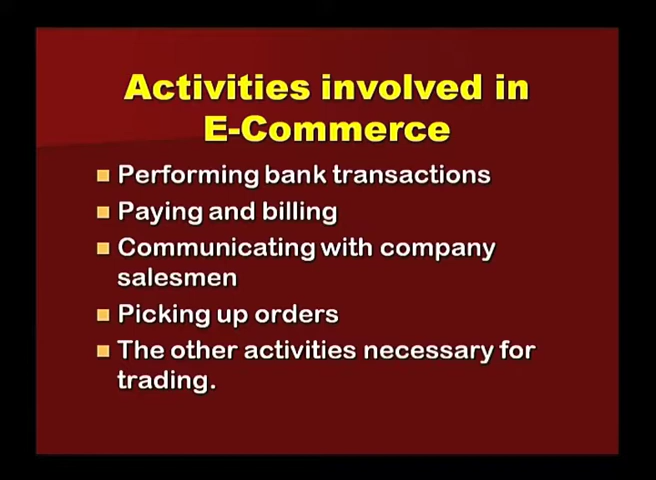 Activities involved in
E-Commerce
Performing bank transactions
Paying and billing
Communicating with company
salesmen
Picking up orders
The other activities necessary for
trading.